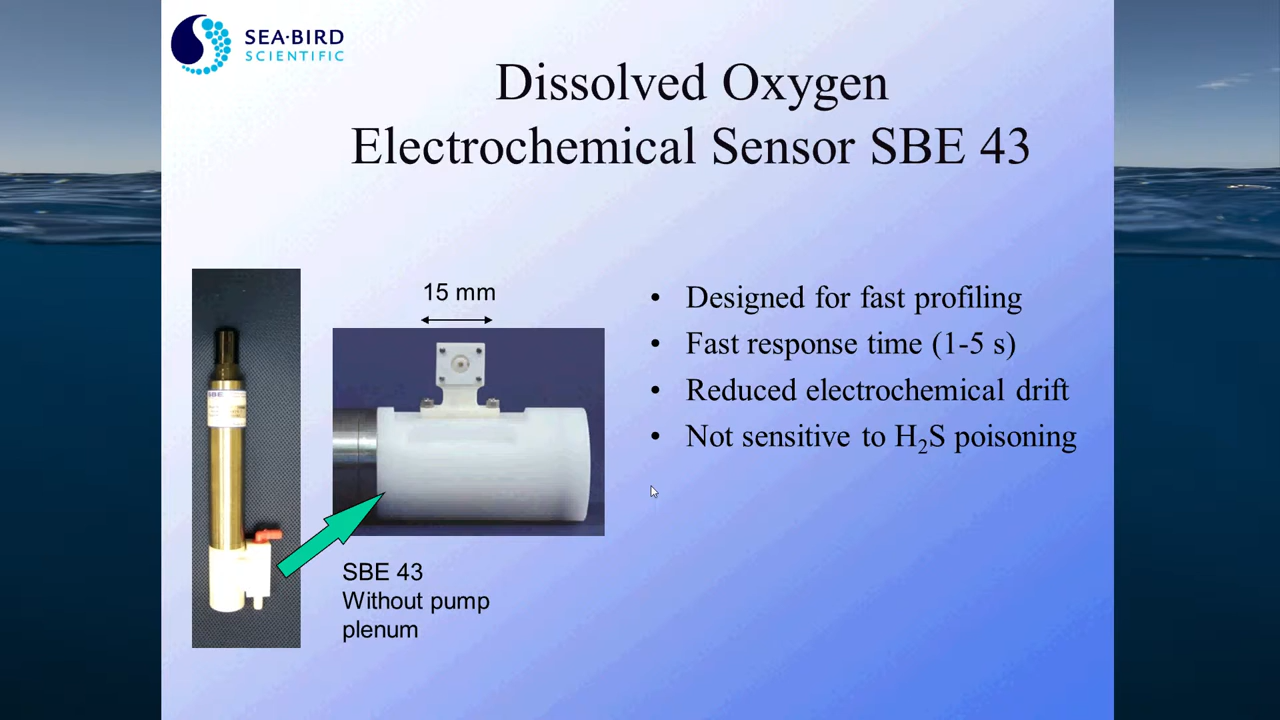 SEA·BIRD
SCIENTIFIC
Dissolved Oxygen
Electrochemical Sensor SBE 43
15 mm
• Designed for fast profiling
• Fast response time (1-5 s)
• Reduced electrochemical drift
• Not sensitive to H₂S poisoning
SBE
SBE 43
Without pump
plenum